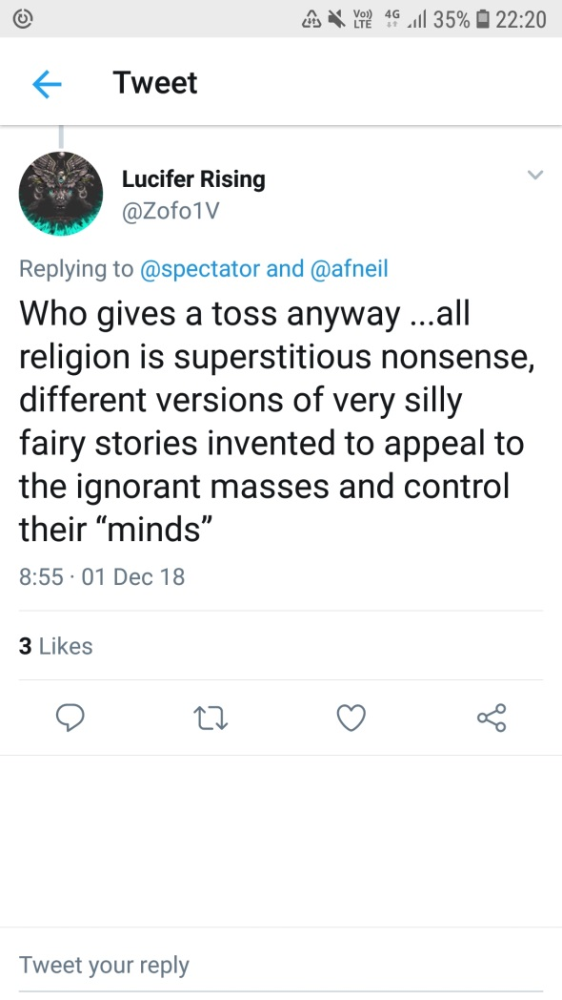 Vo)) 4G 35% 22:20
LTE
Tweet
Lucifer Rising
@Zofo1V
Replying to @spectator and @afneil
Who gives a toss anyway ...all
religion is superstitious nonsense,
different versions of very silly
fairy stories invented to appeal to
the ignorant masses and control
their “minds”
8:55 · 01 Dec 18
3 Likes
Tweet your reply